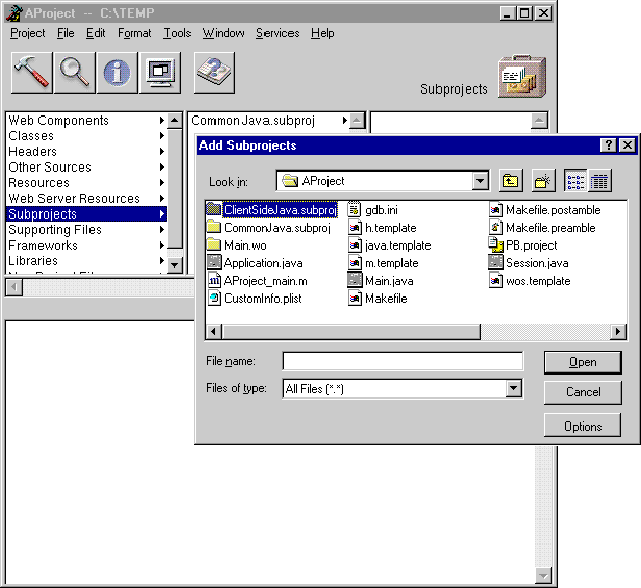 AProject -- C:\TEMP
Project File Edit Format Tools Window Services Help
Subprojects
Web Components
Classes
Headers
Other Sources
Resources
Web Server Resources
Subprojects
Supporting Files
Frameworks
Libraries
CommonJava.subproj
Add Subprojects
Look in: AProject
ClientSideJava.subproj
CommonJava.subproj
Main.wo
Application.java
AProject_main.m
CustomInfo.plist
gdb.ini
h.template
java.template
m.template
Main.java
Makefile
Makefile.postamble
Makefile.preamble
PB.project
Session.java
wos.template
File name:
Open
Files of type: All Files (*.*)
Cancel
Options